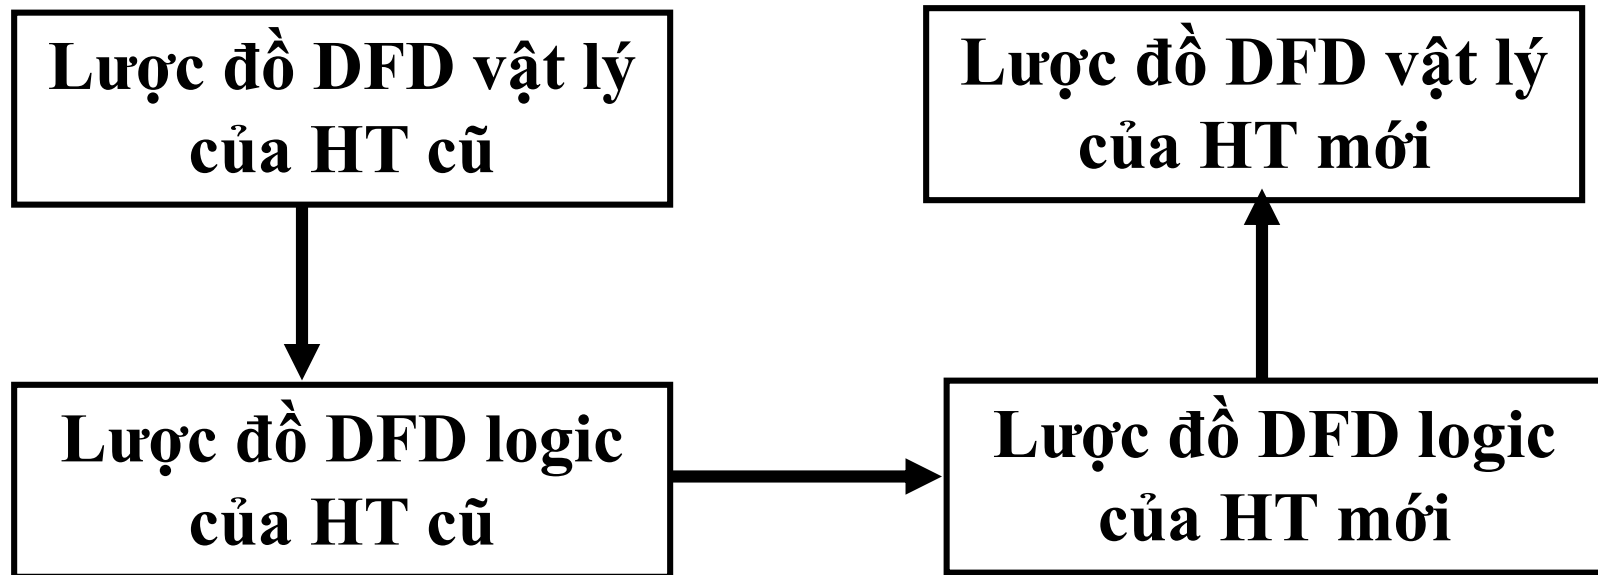 Lược đồ DFD vật lý
của HT cũ
Lược đồ DFD vật lý
của HT mới
Lược đồ DFD logic
của HT cũ
Lược đồ DFD logic
của HT mới